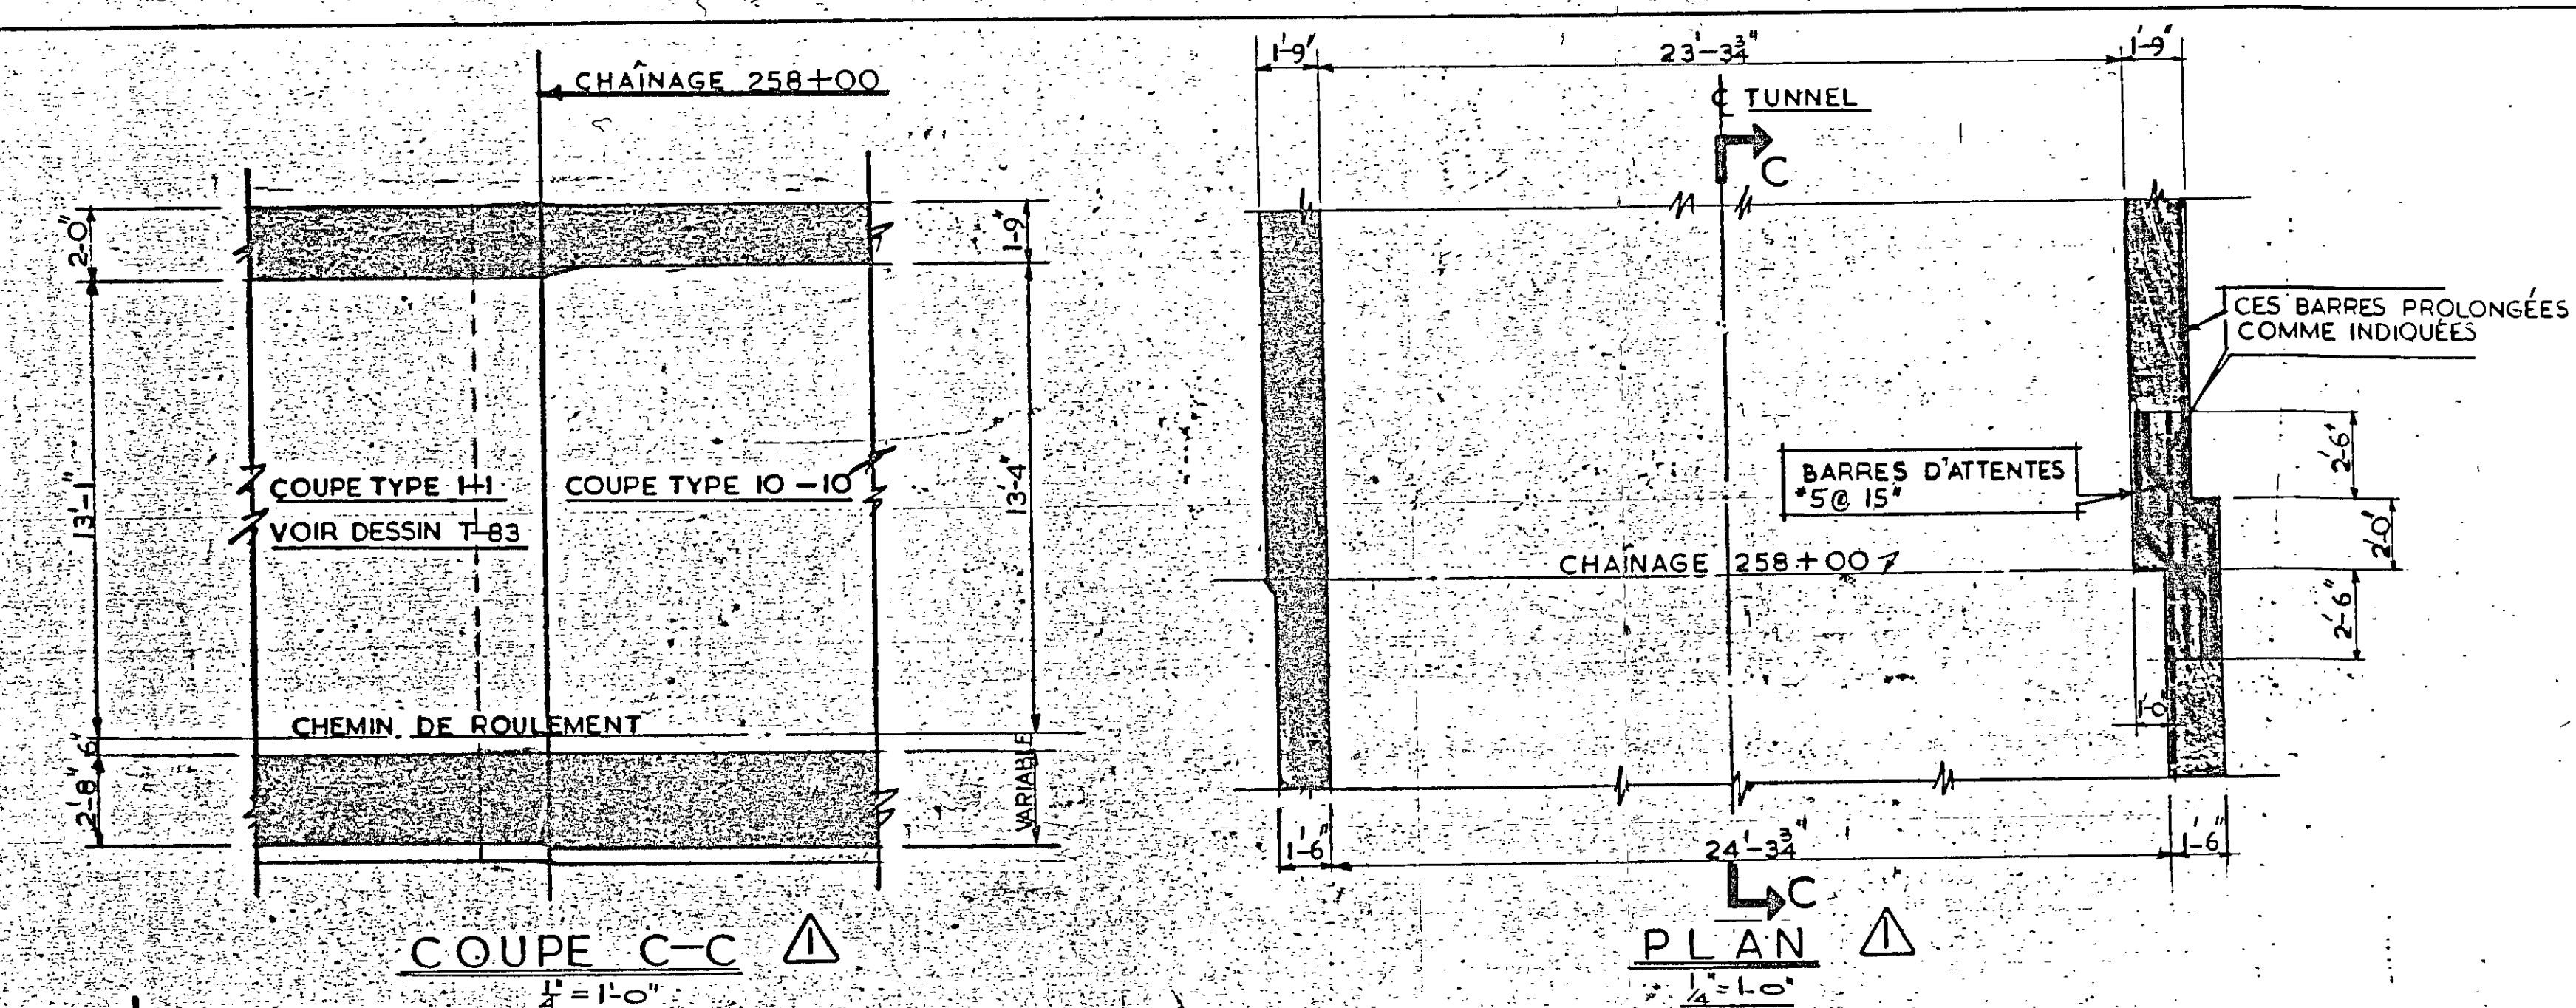 CHAÎNAGE 258+00
2'-0"
1'-9"
13'-1"
13'-4"
COUPE TYPE 1-1
VOIR DESSIN T-83
COUPE TYPE 10-10
CHEMIN DE ROULEMENT
6"
2'-8"
VARIABLE
COUPE C-C
1
1/4" = 1'-0"
1'-9"
23'-3 3/4"
1'-9"
℄ TUNNEL
C
CES BARRES PROLONGÉES
COMME INDIQUÉES
BARRES D'ATTENTES
#5 @ 15"
2'-6"
2'-0"
CHAÎNAGE 258+00
2'-6"
1'-0"
1'-6"
24'-3 3/4"
1'-6"
C
PLAN
1
1/4" = 1'-0"